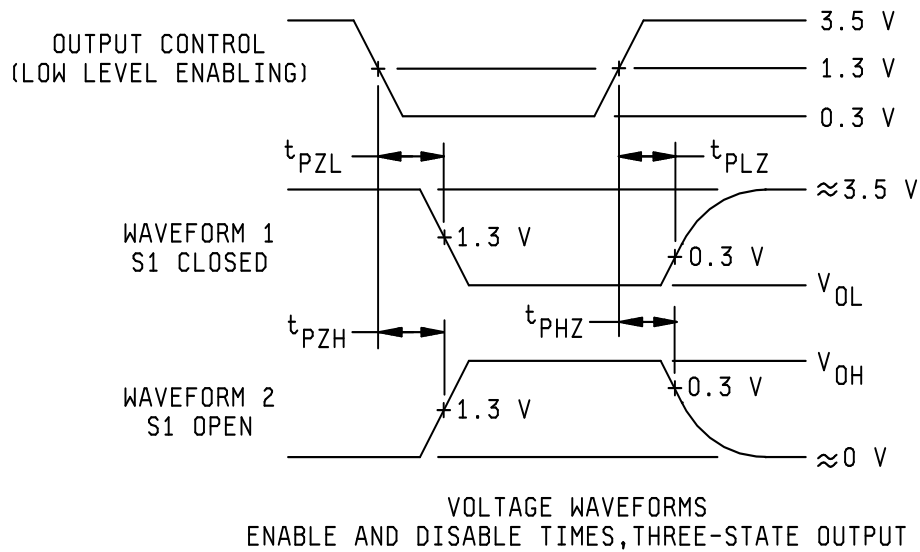 OUTPUT CONTROL
(LOW LEVEL ENABLING)
3.5 V
1.3 V
0.3 V
tPZL
tPLZ
≈3.5 V
WAVEFORM 1
S1 CLOSED
1.3 V
0.3 V
VOL
tPZH
tPHZ
VOH
WAVEFORM 2
S1 OPEN
1.3 V
0.3 V
≈0 V
VOLTAGE WAVEFORMS
ENABLE AND DISABLE TIMES,THREE-STATE OUTPUT